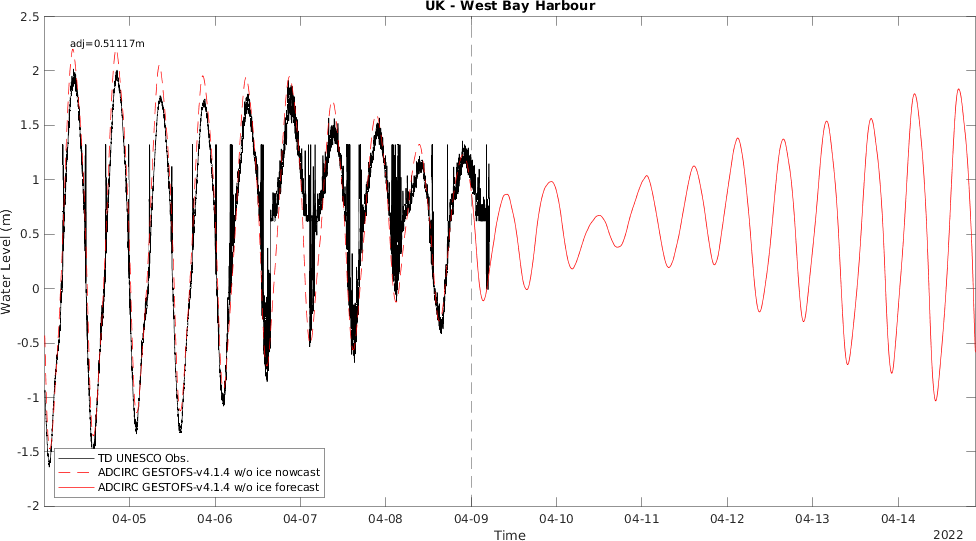 UK - West Bay Harbour
adj=0.51117m
2.5
2
1.5
1
0.5
0
-0.5
-1
-1.5
-2
Water Level (m)
TD UNESCO Obs.
ADCIRC GESTOFS-v4.1.4 w/o ice nowcast
ADCIRC GESTOFS-v4.1.4 w/o ice forecast
04-05 04-06 04-07 04-08 04-09 04-10 04-11 04-12 04-13 04-14
Time
2022